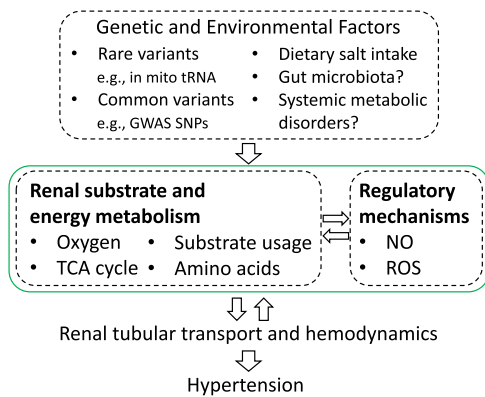 Genetic and Environmental Factors
• Rare variants
e.g., in mito tRNA
• Common variants
e.g., GWAS SNPs
• Dietary salt intake
• Gut microbiota?
• Systemic metabolic
disorders?
Renal substrate and
energy metabolism
• Oxygen
• TCA cycle
• Substrate usage
• Amino acids
Regulatory
mechanisms
• NO
• ROS
Renal tubular transport and hemodynamics
Hypertension